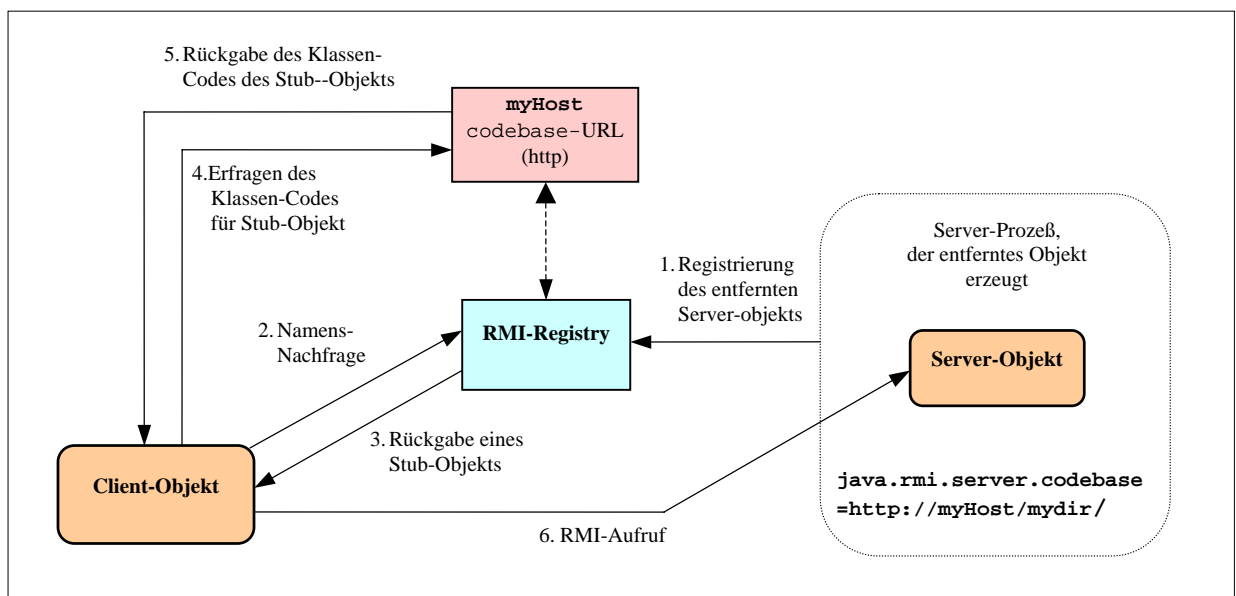 5. Rückgabe des Klassen-
Codes des Stub--Objekts
myHost
codebase-URL
(http)
4.Erfragen des
Klassen-Codes
für Stub-Objekt
Server-Prozeß,
der entferntes Objekt
erzeugt
1. Registrierung
des entfernten
Server-objekts
2. Namens-
Nachfrage
RMI-Registry
Server-Objekt
3. Rückgabe eines
Stub-Objekts
Client-Objekt
java.rmi.server.codebase
=http://myHost/mydir/
6. RMI-Aufruf